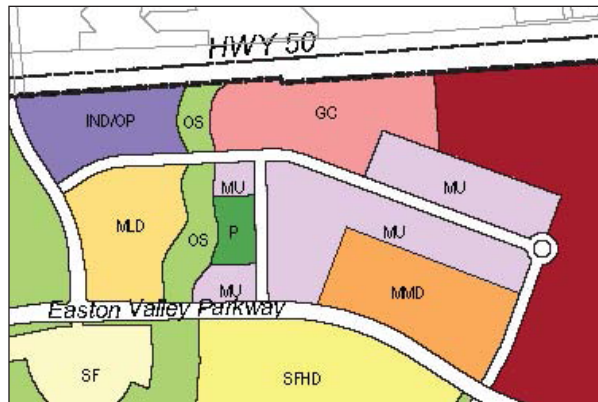 HWY 50
IND/OP
OS
GC
MU
MU
MLD
OS
P
MU
MU
MMD
Easton Valley Parkway
SF
SFHD